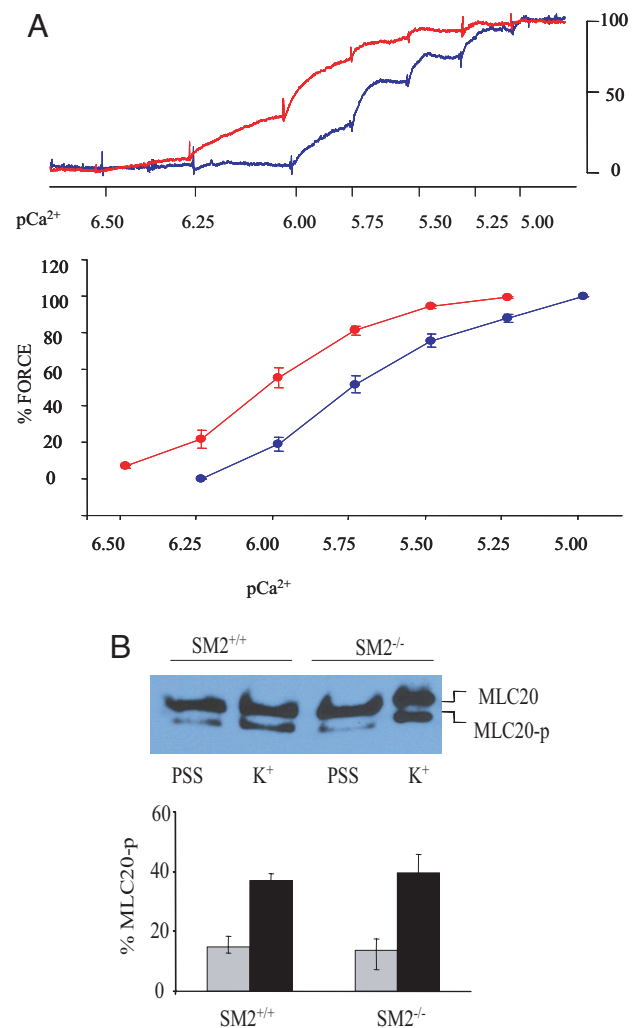 A
100
50
0
pCa²⁺ 6.50 6.25 6.00 5.75 5.50 5.25 5.00
120
100
80
60
40
20
0
% FORCE
6.50 6.25 6.00 5.75 5.50 5.25 5.00
pCa²⁺
B
SM2⁺/⁺ SM2⁻/⁻
MLC20
MLC20-p
PSS K⁺ PSS K⁺
60
40
20
0
% MLC20-p
SM2⁺/⁺ SM2⁻/⁻